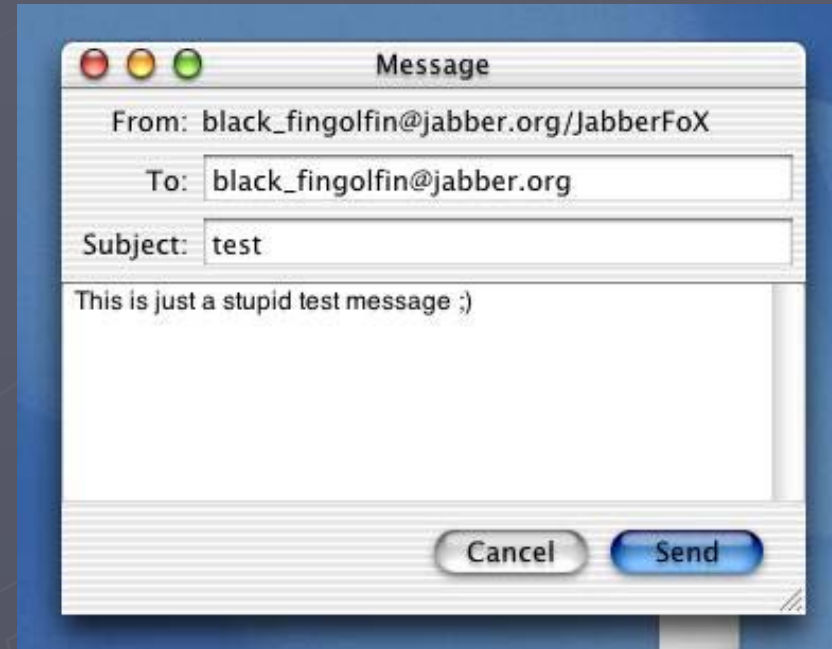 Message
From: black_fingolfin@jabber.org/JabberFoX
To: black_fingolfin@jabber.org
Subject: test
This is just a stupid test message ;)
Cancel Send